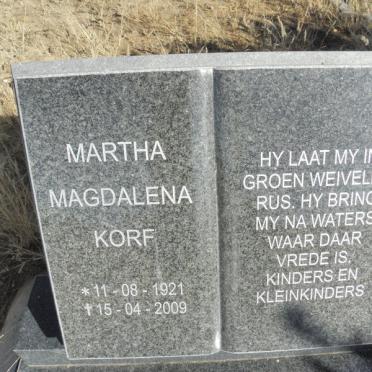 MARTHA
MAGDALENA
KORF
* 11 - 08 - 1921
† 15 - 04 - 2009
HY LAAT MY IN
GROEN WEIVELD
RUS. HY BRING
MY NA WATERS
WAAR DAAR
VREDE IS.
KINDERS EN
KLEINKINDERS